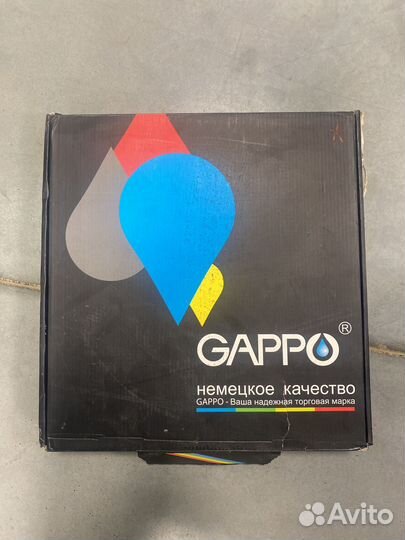 GAPPO®
немецкое качество
GAPPO - Ваша надежная торговая марка
Avito